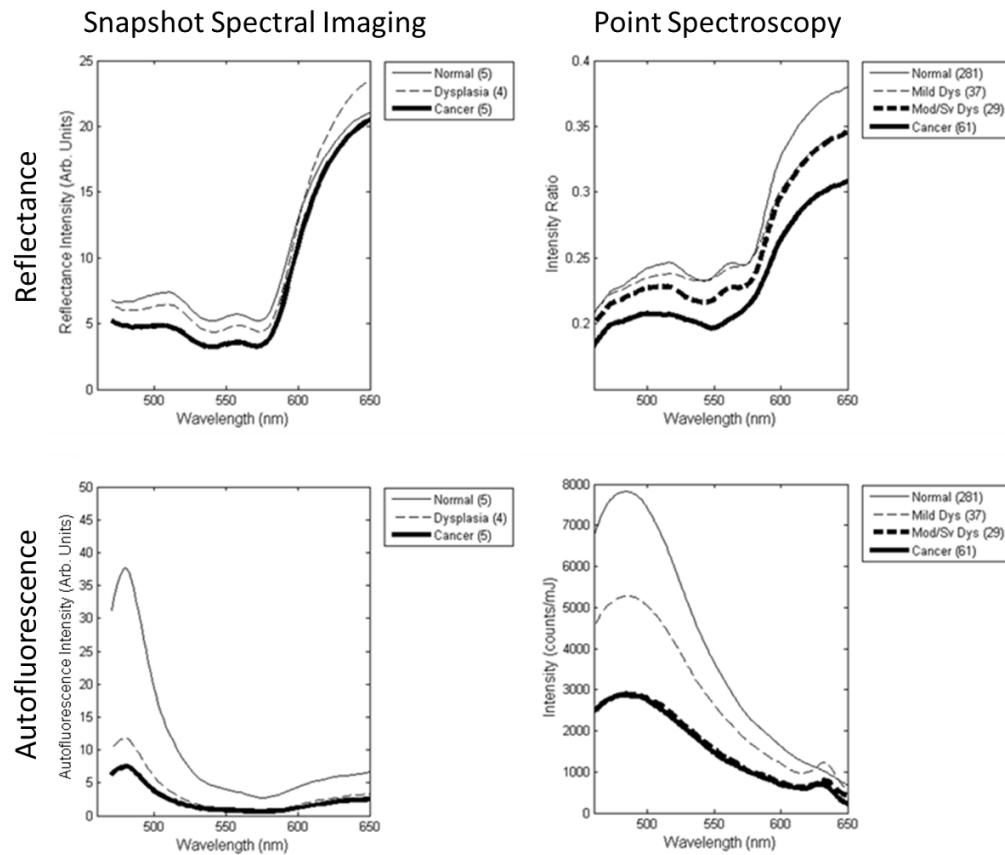 Snapshot Spectral Imaging
Point Spectroscopy
Reflectance
Reflectance Intensity (Arb. Units)
25
20
15
10
5
0
500
550
600
650
Wavelength (nm)
Normal (5)
Dysplasia (4)
Cancer (5)
Intensity Ratio
0.4
0.35
0.3
0.25
0.2
500
550
600
650
Wavelength (nm)
Normal (281)
Mild Dys (37)
Mod/Sv Dys (29)
Cancer (61)
Autofluorescence
Autofluorescence Intensity (Arb. Units)
50
45
40
35
30
25
20
15
10
5
0
500
550
600
650
Wavelength (nm)
Normal (5)
Dysplasia (4)
Cancer (5)
Intensity (counts/mJ)
8000
7000
6000
5000
4000
3000
2000
1000
0
500
550
600
650
Wavelength (nm)
Normal (281)
Mild Dys (37)
Mod/Sv Dys (29)
Cancer (61)